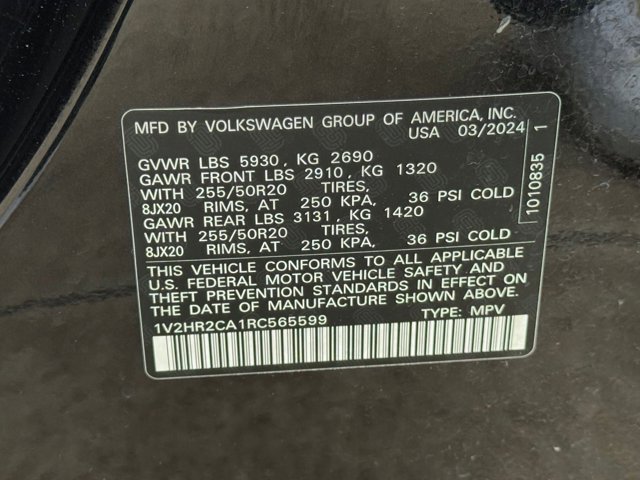 MFD BY VOLKSWAGEN GROUP OF AMERICA, INC.
USA 03/2024
GVWR LBS 5930, KG 2690
GAWR FRONT LBS 2910, KG 1320
WITH 255/50R20 TIRES,
8JX20 RIMS, AT 250 KPA, 36 PSI COLD
GAWR REAR LBS 3131, KG 1420
WITH 255/50R20 TIRES,
8JX20 RIMS, AT 250 KPA, 36 PSI COLD
THIS VEHICLE CONFORMS TO ALL APPLICABLE
U.S. FEDERAL MOTOR VEHICLE SAFETY AND
THEFT PREVENTION STANDARDS IN EFFECT ON THE
DATE OF MANUFACTURE SHOWN ABOVE.
1V2HR2CA1RC565599 TYPE: MPV
1010835 1